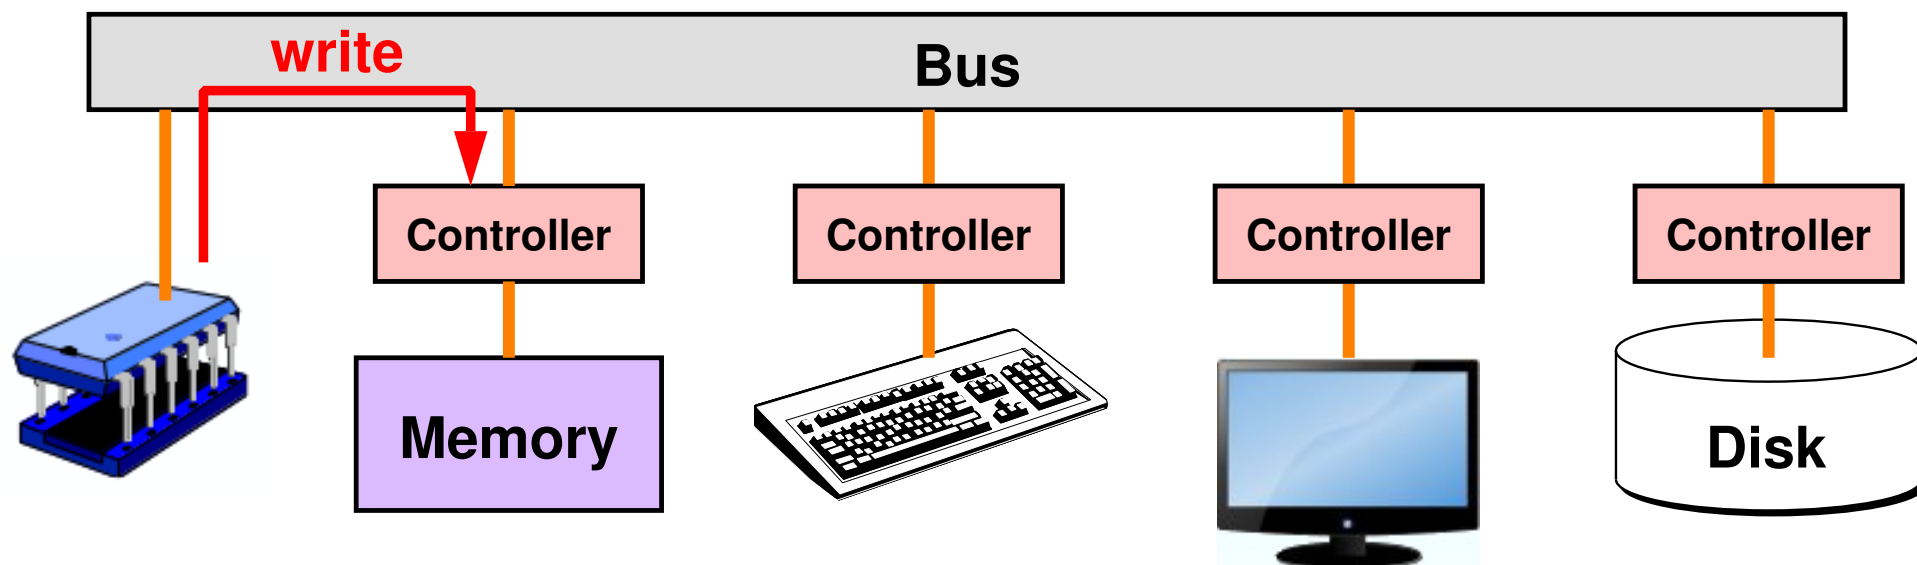 write
Bus
Controller
Controller
Controller
Controller
Memory
Disk